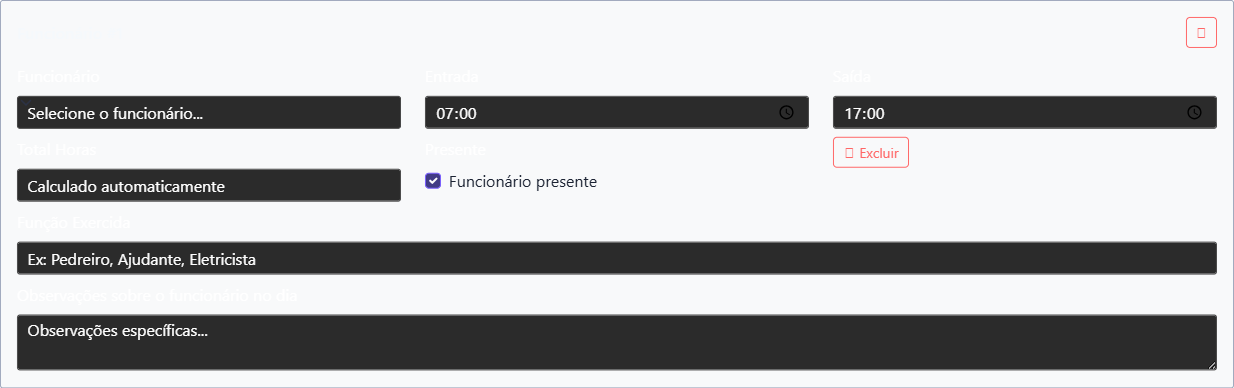 Funcionário
Entrada
Saída
Selecione o funcionário...
07:00
17:00
Total Horas
Presente
Excluir
Calculado automaticamente
Funcionário presente
Função Exercida
Ex: Pedreiro, Ajudante, Eletricista
Observações sobre o funcionário no dia
Observações específicas...